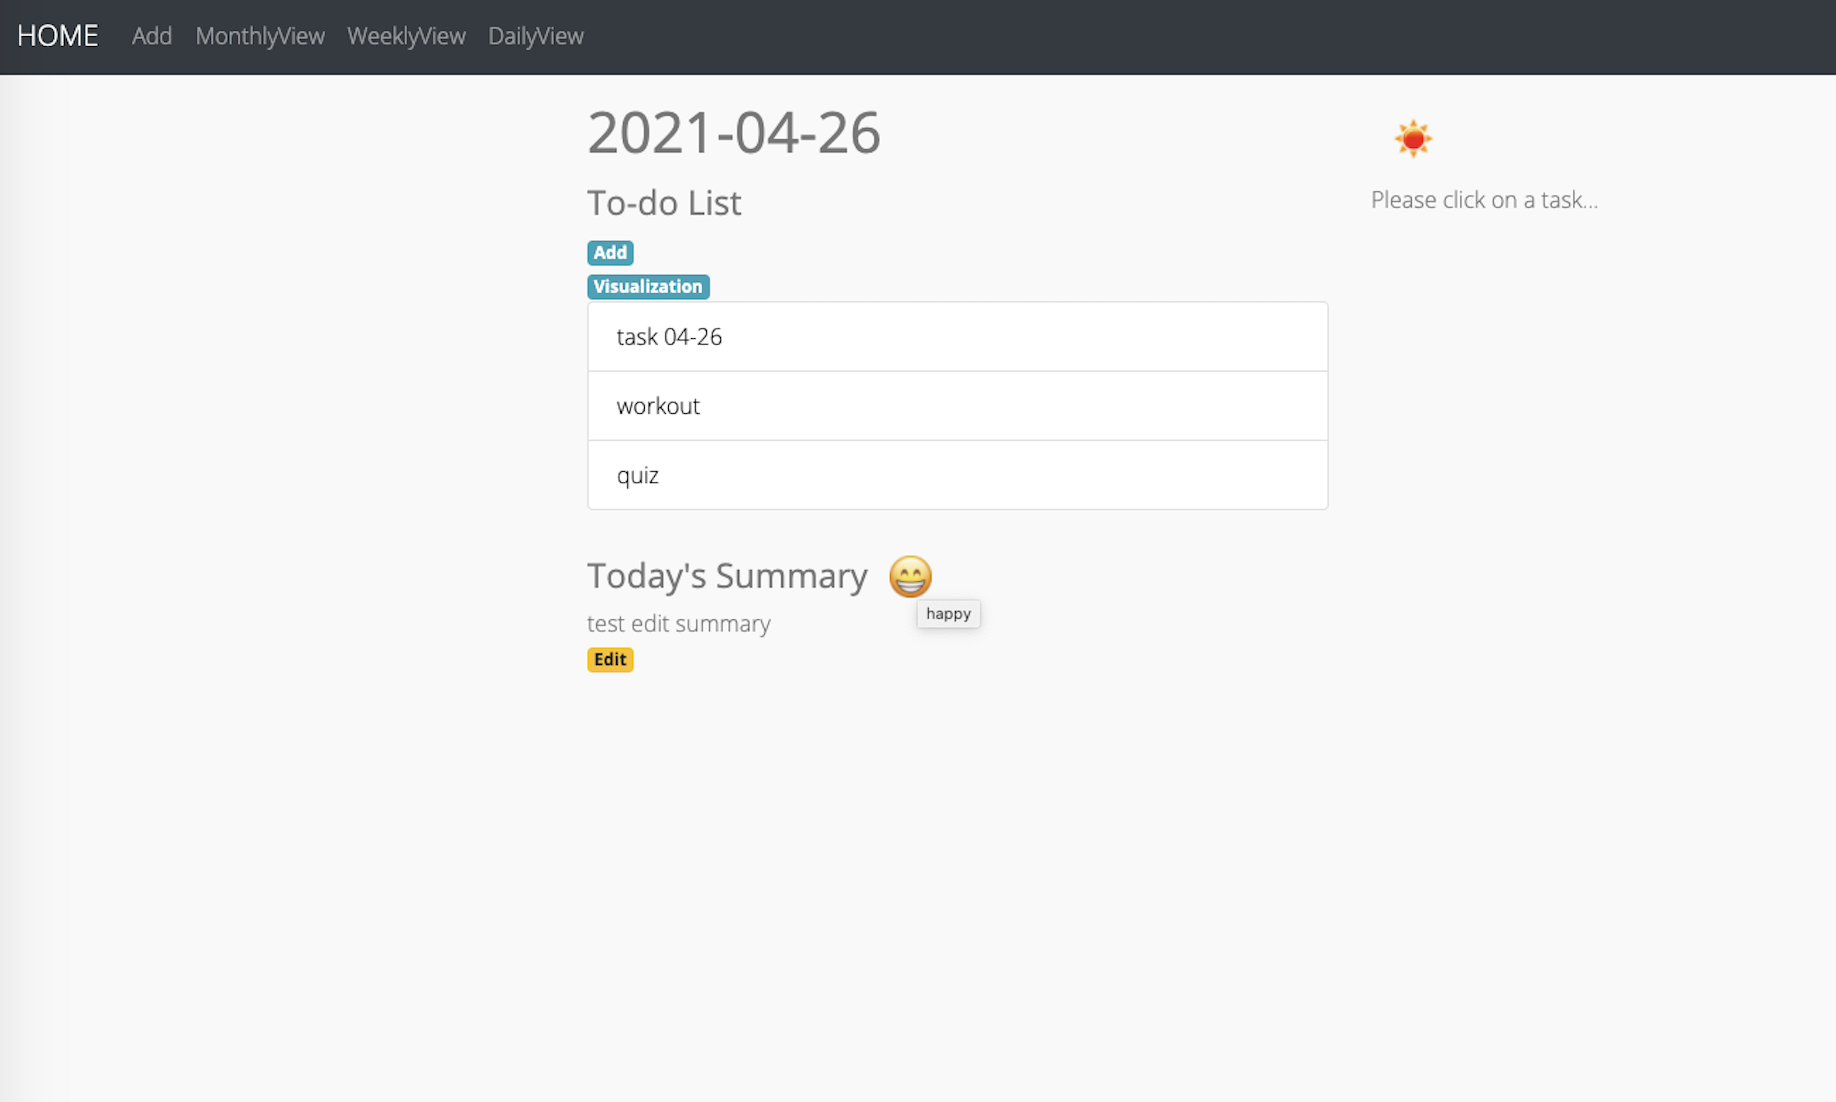 HOME Add MonthlyView WeeklyView DailyView
2021-04-26
To-do List
Add
Visualization
task 04-26
workout
quiz
Today's Summary
happy
test edit summary
Edit
Please click on a task...